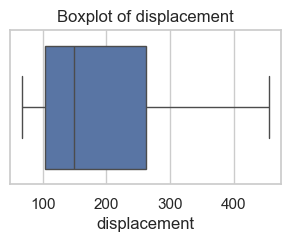 Boxplot of displacement
100 200 300 400
displacement